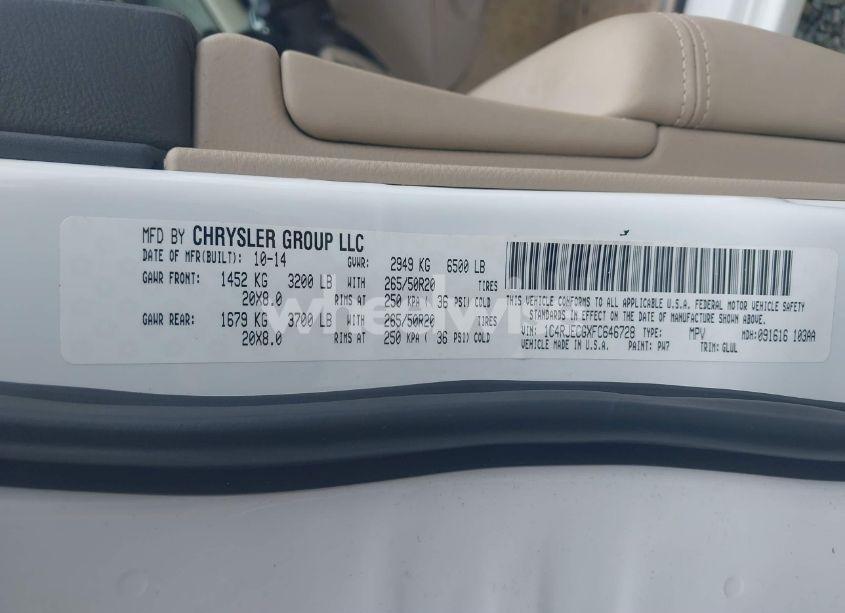 MFD BY CHRYSLER GROUP LLC
DATE OF MFR(BUILT): 10-14 GVWR: 2949 KG 6500 LB
GAWR FRONT: 1452 KG 3200 LB WITH 265/50R20 TIRES
20X8.0 RIMS AT 250 KPA ( 36 PSI) COLD
GAWR REAR: 1679 KG 3700 LB WITH 265/50R20 TIRES
20X8.0 RIMS AT 250 KPA ( 36 PSI) COLD
THIS VEHICLE CONFORMS TO ALL APPLICABLE U.S.A. FEDERAL MOTOR VEHICLE SAFETY
STANDARDS IN EFFECT ON THE DATE OF MANUFACTURE SHOWN ABOVE.
VIN: 1C4RJECGXFC646728 TYPE: MPV MDH:091616 103AA
VEHICLE MADE IN U.S.A. PAINT: PW7 TRIM: GLUL